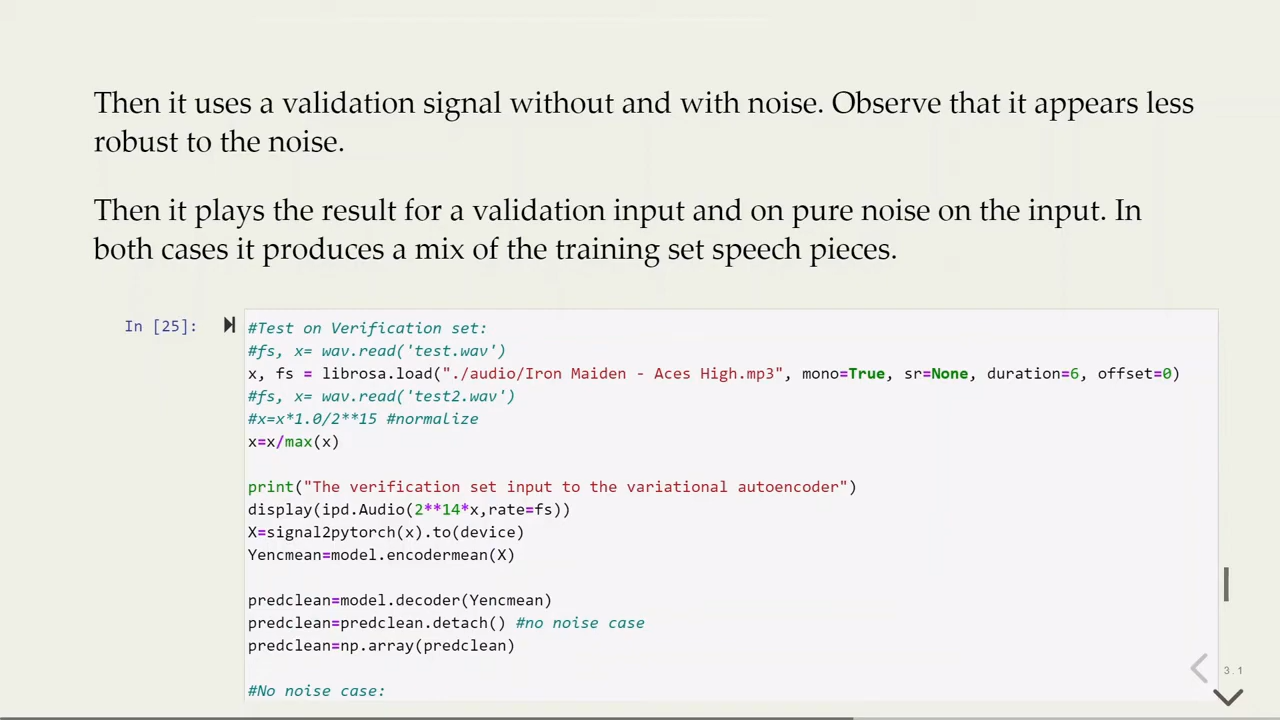 Then it uses a validation signal without and with noise. Observe that it appears less
robust to the noise.
Then it plays the result for a validation input and on pure noise on the input. In
both cases it produces a mix of the training set speech pieces.
In [25]:
#Test on Verification set:
#fs, x= wav.read('test.wav')
x, fs = librosa.load("./audio/Iron Maiden - Aces High.mp3", mono=True, sr=None, duration=6, offset=0)
#fs, x= wav.read('test2.wav')
#x=x*1.0/2**15 #normalize
x=x/max(x)
print("The verification set input to the variational autoencoder")
display(ipd.Audio(2**14*x,rate=fs))
X=signal2pytorch(x).to(device)
Yencmean=model.encodermean(X)
predclean=model.decoder(Yencmean)
predclean=predclean.detach() #no noise case
predclean=np.array(predclean)
#No noise case:
3.1